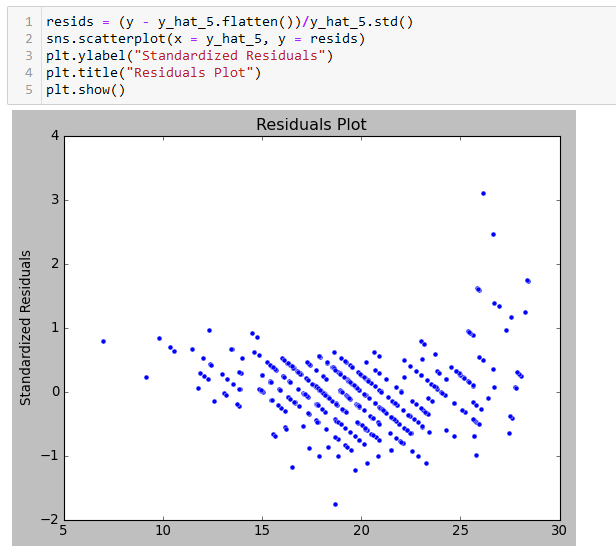 1 resids = (y - y_hat_5.flatten())/y_hat_5.std()
2 sns.scatterplot(x = y_hat_5, y = resids)
3 plt.ylabel("Standardized Residuals")
4 plt.title("Residuals Plot")
5 plt.show()
Residuals Plot
4
3
2
1
0
−1
−2
Standardized Residuals
5 10 15 20 25 30